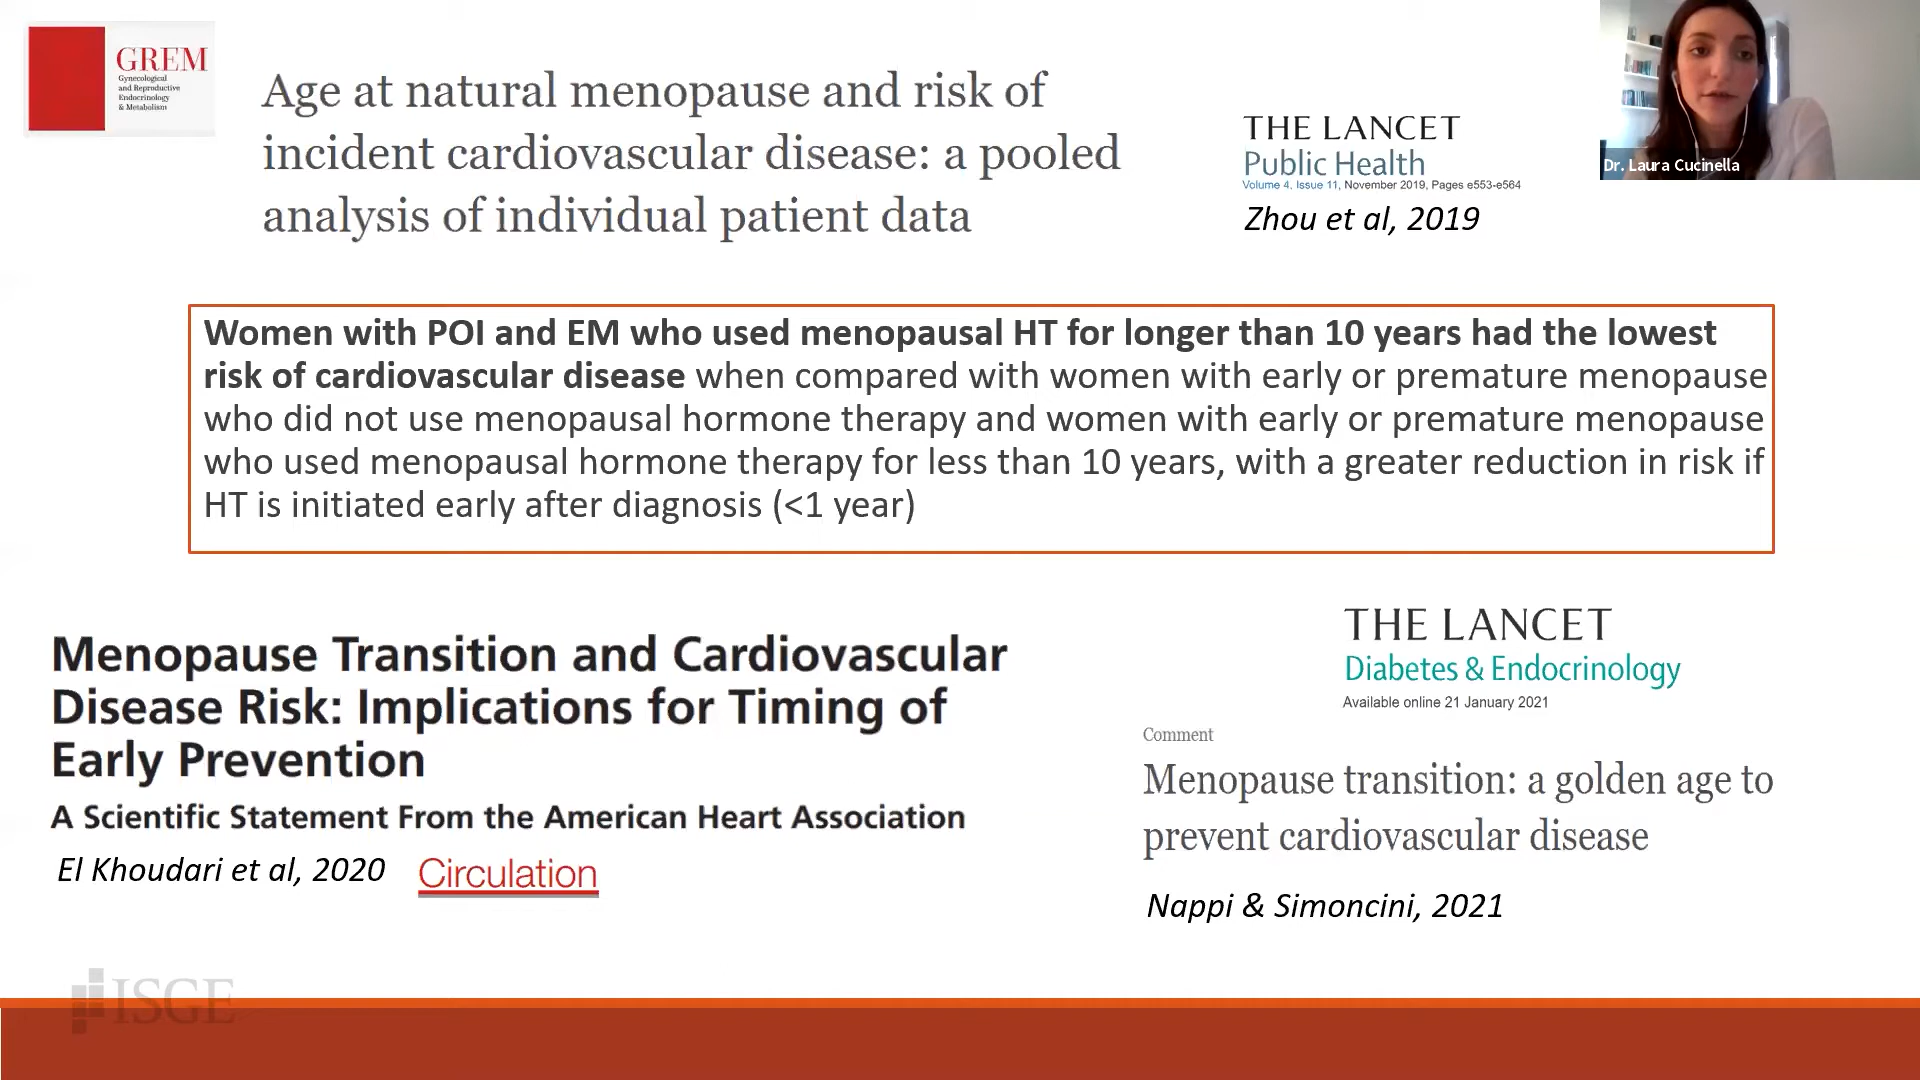 GREM
Gynecological
and Reproductive
Endocrinology
& Metabolism
Age at natural menopause and risk of
incident cardiovascular disease: a pooled
analysis of individual patient data
THE LANCET
Public Health
Volume 4, Issue 11, November 2019, Pages e553-e564
Zhou et al, 2019
Dr. Laura Cucinella
Women with POI and EM who used menopausal HT for longer than 10 years had the lowest
risk of cardiovascular disease when compared with women with early or premature menopause
who did not use menopausal hormone therapy and women with early or premature menopause
who used menopausal hormone therapy for less than 10 years, with a greater reduction in risk if
HT is initiated early after diagnosis (<1 year)
Menopause Transition and Cardiovascular
Disease Risk: Implications for Timing of
Early Prevention
A Scientific Statement From the American Heart Association
El Khoudari et al, 2020
Circulation
THE LANCET
Diabetes & Endocrinology
Available online 21 January 2021
Comment
Menopause transition: a golden age to
prevent cardiovascular disease
Nappi & Simoncini, 2021
ISGE